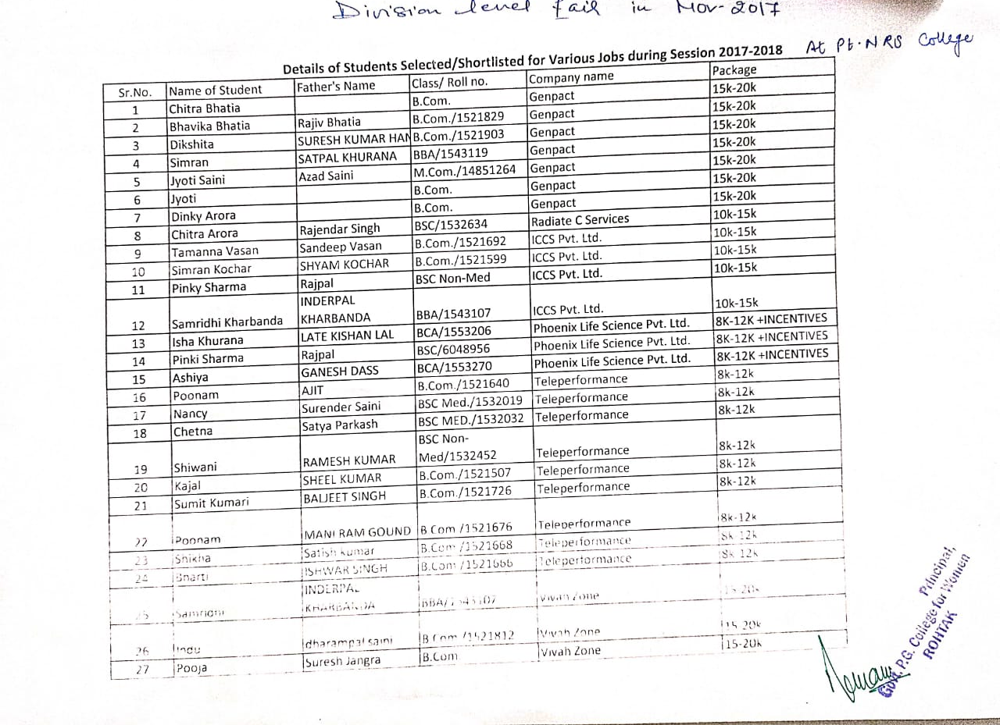 Division level fair in Nov-2017
At Pt. NRS College
Details of Students Selected/Shortlisted for Various Jobs during Session 2017-2018
Sr.No. Name of Student Father's Name Class/ Roll no. Company name Package
1 Chitra Bhatia B.Com. Genpact 15k-20k
2 Bhavika Bhatia Rajiv Bhatia B.Com./1521829 Genpact 15k-20k
3 Dikshita SURESH KUMAR HAN B.Com./1521903 Genpact 15k-20k
4 Simran SATPAL KHURANA BBA/1543119 Genpact 15k-20k
5 Jyoti Saini Azad Saini M.Com./14851264 Genpact 15k-20k
6 Jyoti B.Com. Genpact 15k-20k
7 Dinky Arora B.Com. Genpact 15k-20k
8 Chitra Arora Rajendar Singh BSC/1532634 Radiate C Services 10k-15k
9 Tamanna Vasan Sandeep Vasan B.Com./1521692 ICCS Pvt. Ltd. 10k-15k
10 Simran Kochar SHYAM KOCHAR B.Com./1521599 ICCS Pvt. Ltd. 10k-15k
11 Pinky Sharma Rajpal BSC Non-Med ICCS Pvt. Ltd. 10k-15k
INDERPAL
12 Samridhi Kharbanda KHARBANDA BBA/1543107 ICCS Pvt. Ltd. 10k-15k
13 Isha Khurana LATE KISHAN LAL BCA/1553206 Phoenix Life Science Pvt. Ltd. 8K-12K +INCENTIVES
14 Pinki Sharma Rajpal BSC/6048956 Phoenix Life Science Pvt. Ltd. 8K-12K +INCENTIVES
15 Ashiya GANESH DASS BCA/1553270 Phoenix Life Science Pvt. Ltd. 8K-12K +INCENTIVES
16 Poonam AJIT B.Com./1521640 Teleperformance 8k-12k
17 Nancy Surender Saini BSC Med./1532019 Teleperformance 8k-12k
18 Chetna Satya Parkash BSC MED./1532032 Teleperformance 8k-12k
BSC Non-
19 Shiwani RAMESH KUMAR Med/1532452 Teleperformance 8k-12k
20 Kajal SHEEL KUMAR B.Com./1521507 Teleperformance 8k-12k
21 Sumit Kumari BALJEET SINGH B.Com./1521726 Teleperformance 8k-12k
22 Poonam MANI RAM GOUND B Com /1521676 Teleperformance 8k-12k
23 Shikha Satish kumar B.Com /1521668 Teleperformance 8k 12k
24 Bharti ISHWAR SINGH B.Com /1521666 Teleperformance 8k 12k
INDERPAL
25 Samridhi KHARBANDA Vivah Zone 15-20k
26 Indu dharampal saini B Com /1521812 Vivah Zone 15-20k
27 Pooja Suresh Jangra B.Com Vivah Zone 15-20k
Principal,
Govt. P.G. College for Women
ROHTAK